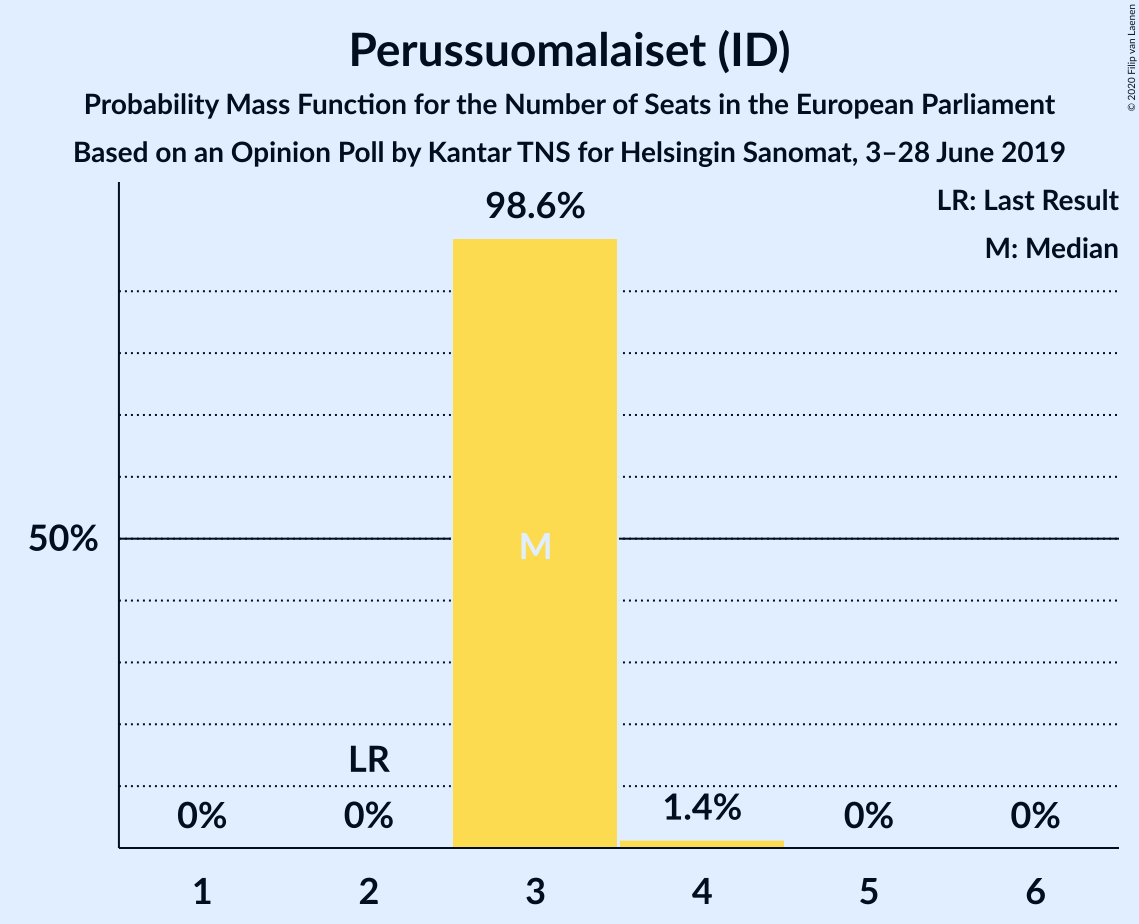 Perussuomalaiset (ID)
Probability Mass Function for the Number of Seats in the European Parliament
Based on an Opinion Poll by Kantar TNS for Helsingin Sanomat, 3–28 June 2019
© 2020 Filip van Laenen
LR: Last Result
M: Median
98.6%
50%
M
LR
0%
0%
1.4%
0%
0%
1
2
3
4
5
6